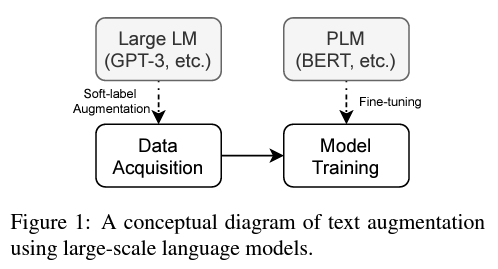 Large LM
(GPT-3, etc.)
PLM
(BERT, etc.)
Soft-label
Augmentation
Fine-tuning
Data
Acquisition
Model
Training
Figure 1: A conceptual diagram of text augmentation
using large-scale language models.